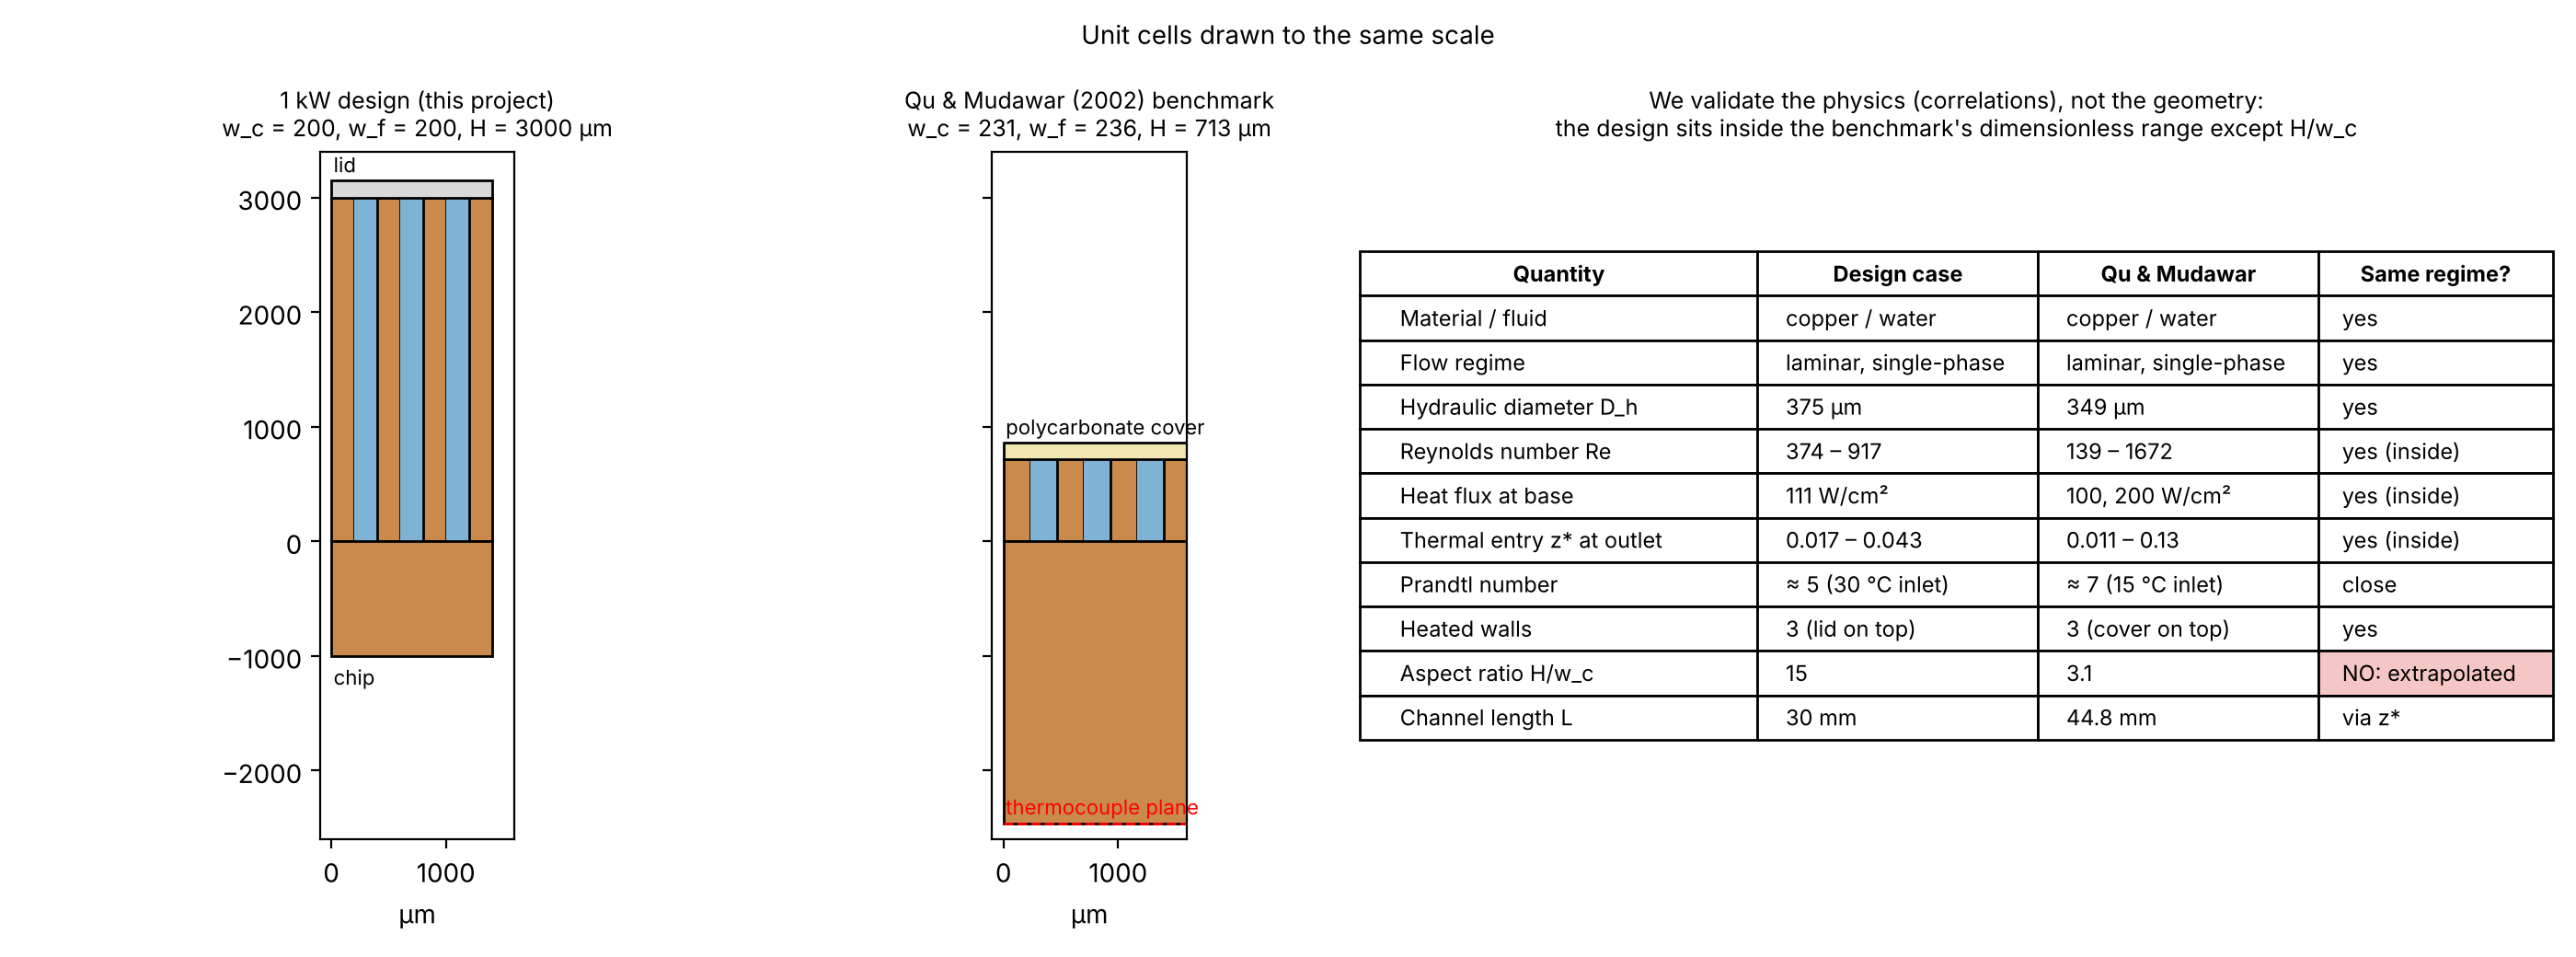 Unit cells drawn to the same scale
1 kW design (this project)
w_c = 200, w_f = 200, H = 3000 µm
lid
3000
2000
1000
0
−1000
−2000
chip
0
1000
µm
Qu & Mudawar (2002) benchmark
w_c = 231, w_f = 236, H = 713 µm
polycarbonate cover
thermocouple plane
0
1000
µm
We validate the physics (correlations), not the geometry:
the design sits inside the benchmark's dimensionless range except H/w_c
Quantity Design case Qu & Mudawar Same regime?
Material / fluid copper / water copper / water yes
Flow regime laminar, single-phase laminar, single-phase yes
Hydraulic diameter D_h 375 µm 349 µm yes
Reynolds number Re 374 – 917 139 – 1672 yes (inside)
Heat flux at base 111 W/cm² 100, 200 W/cm² yes (inside)
Thermal entry z* at outlet 0.017 – 0.043 0.011 – 0.13 yes (inside)
Prandtl number ≈ 5 (30 °C inlet) ≈ 7 (15 °C inlet) close
Heated walls 3 (lid on top) 3 (cover on top) yes
Aspect ratio H/w_c 15 3.1 NO: extrapolated
Channel length L 30 mm 44.8 mm via z*